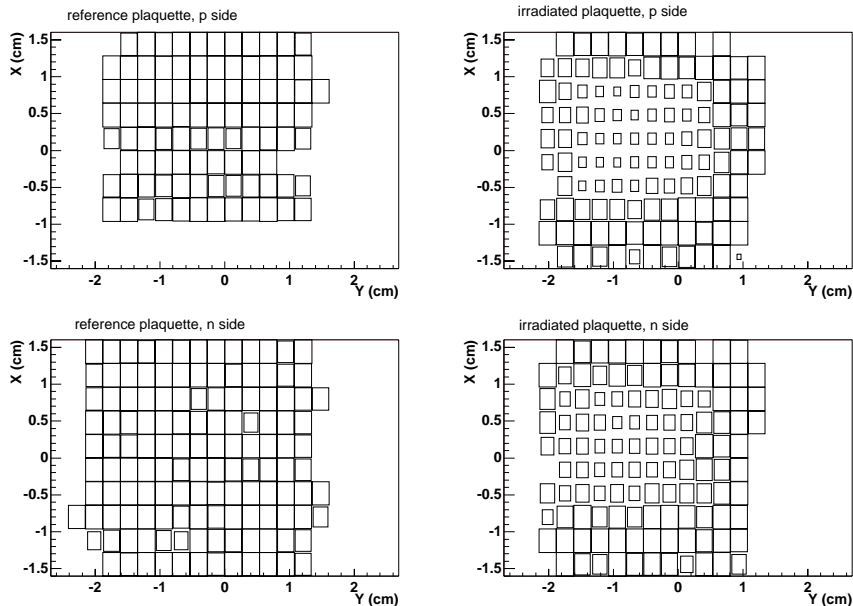 reference plaquette, p side
X (cm)
1.5
1
0.5
0
-0.5
-1
-1.5
-2 -1 0 1 2
Y (cm)
irradiated plaquette, p side
X (cm)
1.5
1
0.5
0
-0.5
-1
-1.5
-2 -1 0 1 2
Y (cm)
reference plaquette, n side
X (cm)
1.5
1
0.5
0
-0.5
-1
-1.5
-2 -1 0 1 2
Y (cm)
irradiated plaquette, n side
X (cm)
1.5
1
0.5
0
-0.5
-1
-1.5
-2 -1 0 1 2
Y (cm)